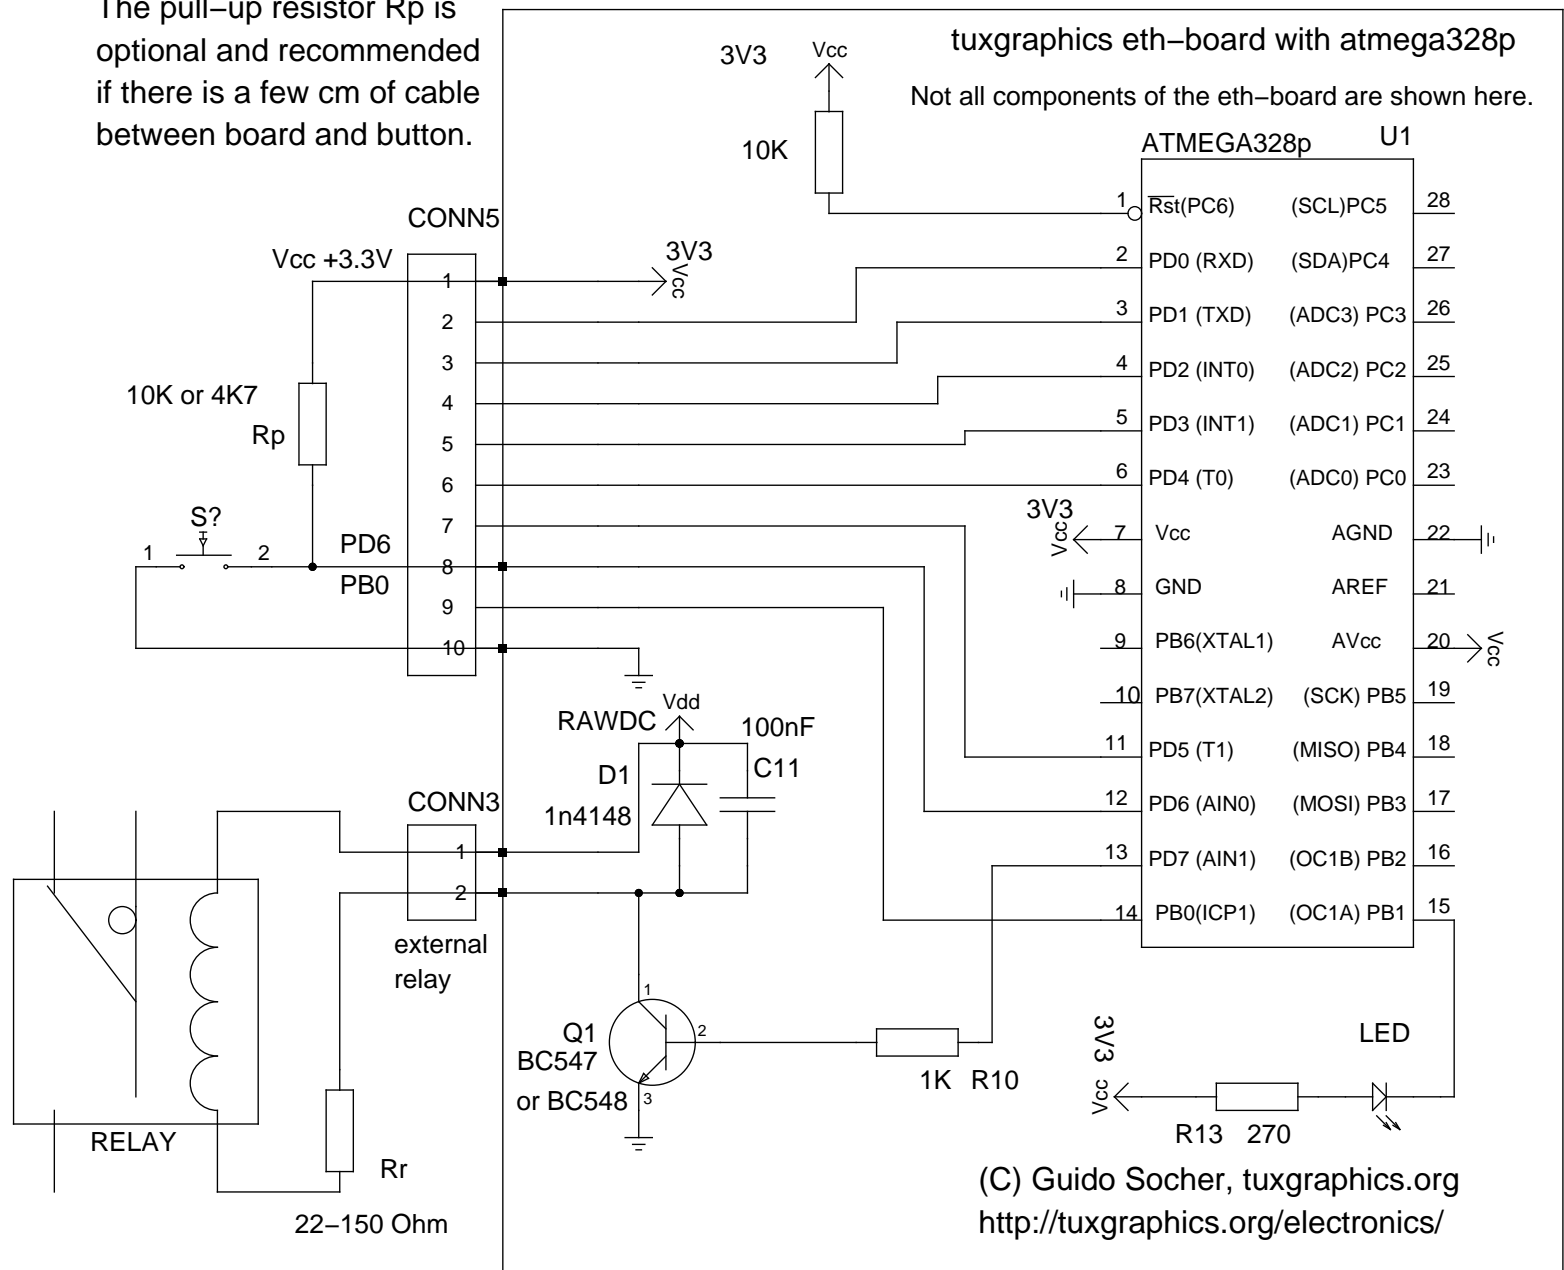 The pull–up resistor Rp is
optional and recommended
if there is a few cm of cable
between board and button.
tuxgraphics eth–board with atmega328p
Not all components of the eth–board are shown here.
3V3
Vcc
10K
ATMEGA328p
U1
CONN5
Vcc +3.3V
3V3
Vcc
1
2
3
4
5
6
7
8
9
10
10K or 4K7
Rp
S?
1
2
PD6
PB0
1 Rst(PC6)
2 PD0 (RXD)
3 PD1 (TXD)
4 PD2 (INT0)
5 PD3 (INT1)
6 PD4 (T0)
3V3
Vcc
7 Vcc
8 GND
9 PB6(XTAL1)
10 PB7(XTAL2)
11 PD5 (T1)
12 PD6 (AIN0)
13 PD7 (AIN1)
14 PB0(ICP1)
(SCL)PC5 28
(SDA)PC4 27
(ADC3) PC3 26
(ADC2) PC2 25
(ADC1) PC1 24
(ADC0) PC0 23
AGND 22
AREF 21
AVcc 20
Vcc
(SCK) PB5 19
(MISO) PB4 18
(MOSI) PB3 17
(OC1B) PB2 16
(OC1A) PB1 15
RAWDC
Vdd
100nF
C11
D1
1n4148
CONN3
1
2
external
relay
RELAY
Rr
22–150 Ohm
Q1
BC547
or BC548
1
2
3
1K R10
3V3
Vcc
LED
R13 270
(C) Guido Socher, tuxgraphics.org
http://tuxgraphics.org/electronics/